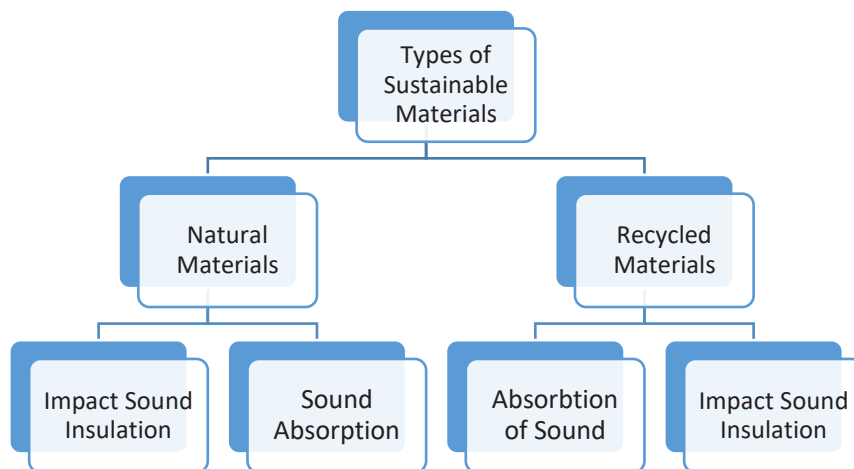 Types of
Sustainable
Materials
Natural
Materials
Recycled
Materials
Impact Sound
Insulation
Sound
Absorption
Absorbtion
of Sound
Impact Sound
Insulation